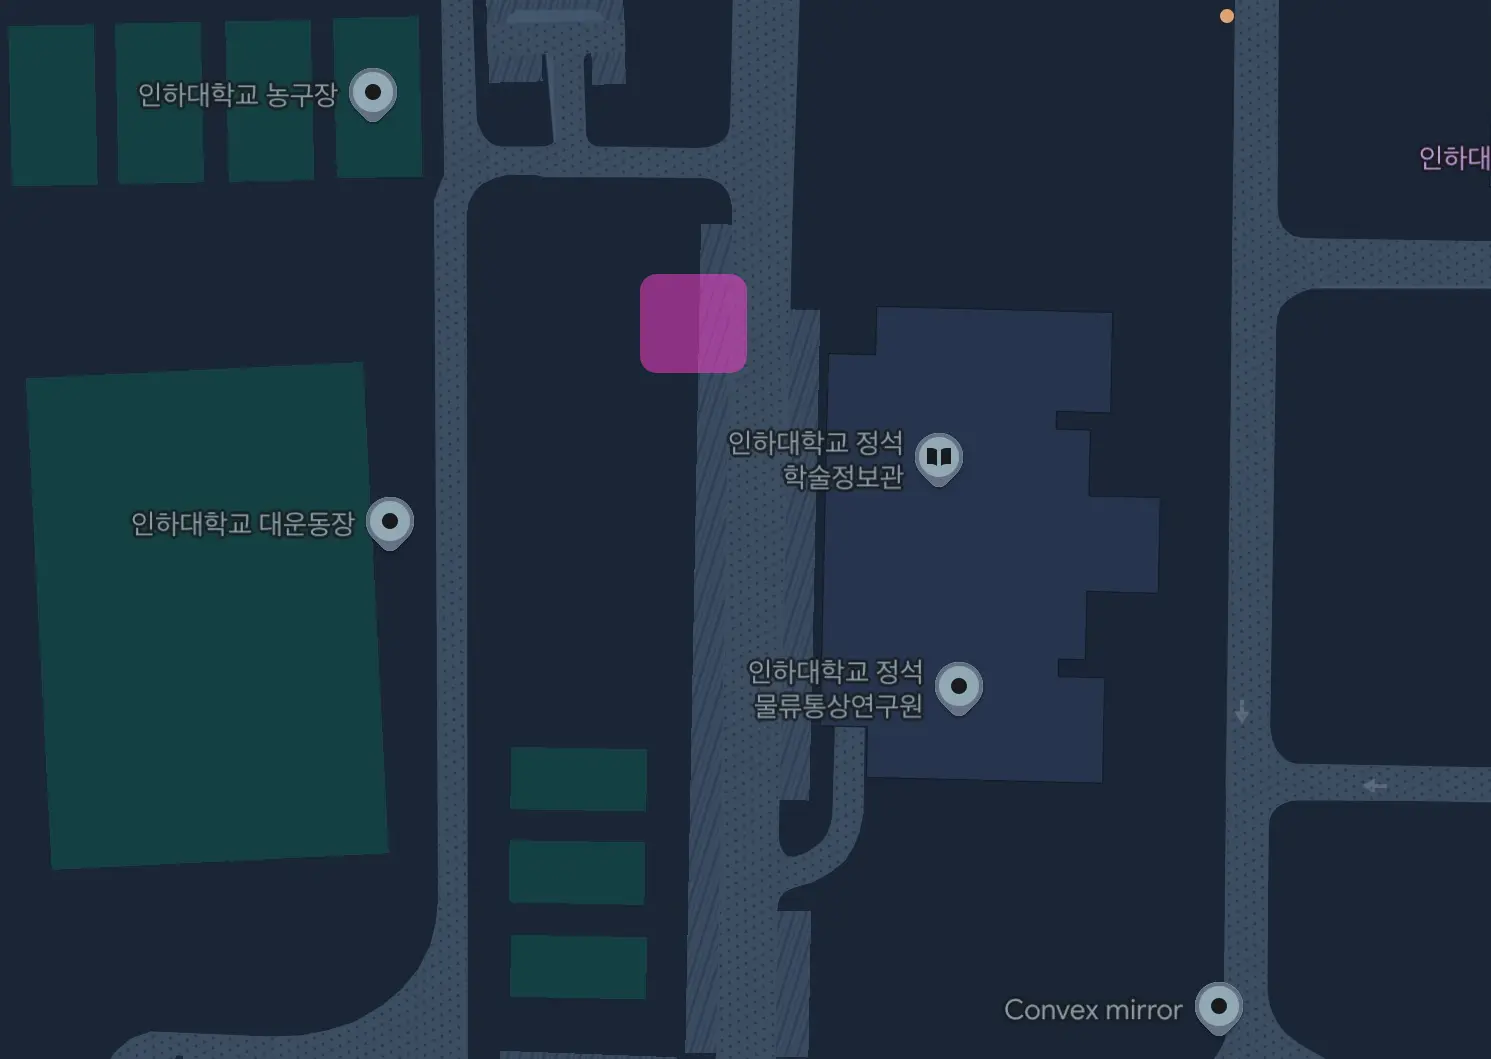 인하대학교 농구장
인하대
인하대학교 정석
학술정보관
인하대학교 대운동장
인하대학교 정석
물류통상연구원
Convex mirror